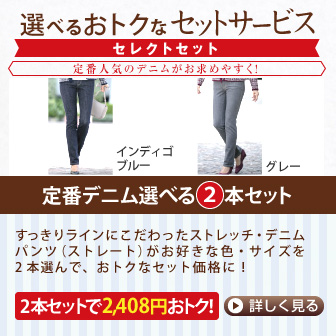 選べるおトクなセットサービス
セレクトセット
定番人気のデニムがお求めやすく!
インディゴ
ブルー
グレー
定番デニム選べる2本セット
すっきりラインにこだわったストレッチ・デニム
パンツ(ストレート)がお好きな色・サイズを
2本選んで、おトクなセット価格に!
2本セットで2,408円おトク!
詳しく見る